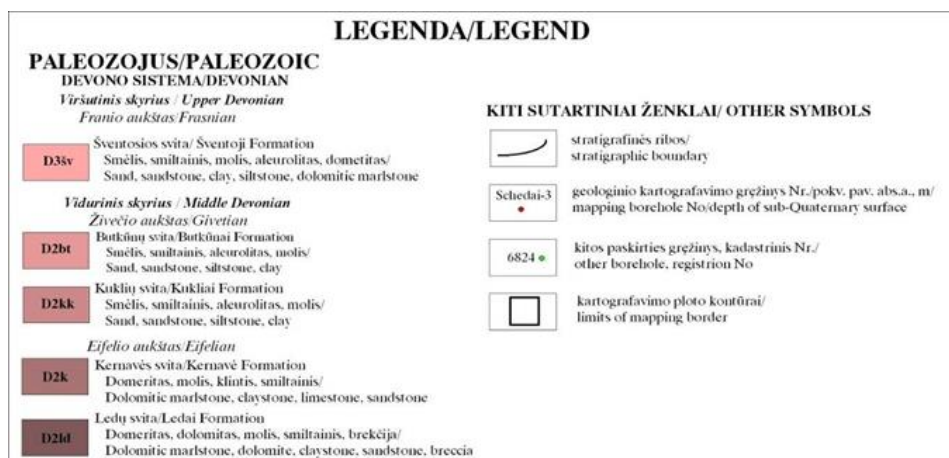 LEGENDA/LEGEND
PALEOZOJUS/PALEOZOIC
DEVONO SISTEMA/DEVONIAN
Viršutinis skyrius / Upper Devonian
Franio aukštas/Frasnian
D3šv
Šventosios svita/ Šventoji Formation
Smėlis, smiltainis, molis, aleurolitas, dometitas/
Sand, sandstone, clay, siltstone, dolomitic marlstone
Vidurinis skyrius / Middle Devonian
Živečio aukštas/Givetian
D2bt
Butkūnų svita/Butkūnai Formation
Smėlis, smiltainis, aleurolitas, molis/
Sand, sandstone, siltstone, clay
D2kk
Kuklių svita/Kukliai Formation
Smėlis, smiltainis, aleurolitas, molis/
Sand, sandstone, siltstone, clay
Eifelio aukštas/Eifelian
D2k
Kernavės svita/Kernavė Formation
Domeritas, molis, klintis, smiltainis/
Dolomitic marlstone, claystone, limestone, sandstone
D2ld
Ledų svita/Ledai Formation
Domeritas, dolomitas, molis, smiltainis, brekčija/
Dolomitic marlstone, dolomite, claystone, sandstone, breccia
KITI SUTARTINIAI ŽENKLAI/ OTHER SYMBOLS
stratigrafinės ribos/
stratigraphic boundary
Schedai-3
geologinio kartografavimo gręžinys Nr./pokv. pav. abs.a., m/
mapping borehole No/depth of sub-Quaternary surface
6824
kitos paskirties gręžinys, kadastrinis Nr./
other borehole, registrion No
kartografavimo ploto kontūrai/
limits of mapping border